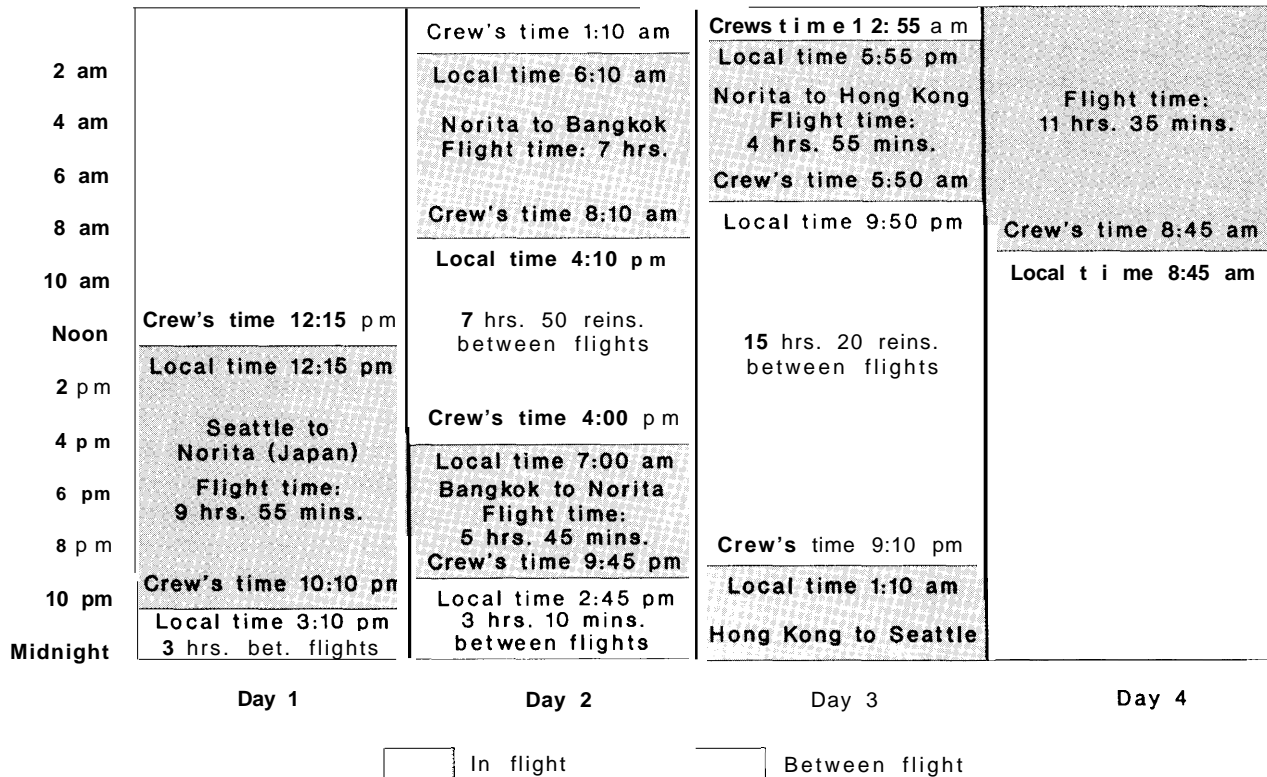 2 am
4 am
6 am
8 am
10 am
Noon
2 pm
4 pm
6 pm
8 pm
10 pm
Midnight
Crew's time 12:15 pm
Local time 12:15 pm
Seattle to
Norita (Japan)
Flight time:
9 hrs. 55 mins.
Crew's time 10:10 pm
Local time 3:10 pm
3 hrs. bet. flights
Day 1
Crew's time 1:10 am
Local time 6:10 am
Norita to Bangkok
Flight time: 7 hrs.
Crew's time 8:10 am
Local time 4:10 pm
7 hrs. 50 reins.
between flights
Crew's time 4:00 pm
Local time 7:00 am
Bangkok to Norita
Flight time:
5 hrs. 45 mins.
Crew's time 9:45 pm
Local time 2:45 pm
3 hrs. 10 mins.
between flights
Day 2
Crews time 12:55 am
Local time 5:55 pm
Norita to Hong Kong
Flight time:
4 hrs. 55 mins.
Crew's time 5:50 am
Local time 9:50 pm
15 hrs. 20 reins.
between flights
Crew's time 9:10 pm
Local time 1:10 am
Hong Kong to Seattle
Day 3
Flight time:
11 hrs. 35 mins.
Crew's time 8:45 am
Local time 8:45 am
Day 4
In flight
Between flight